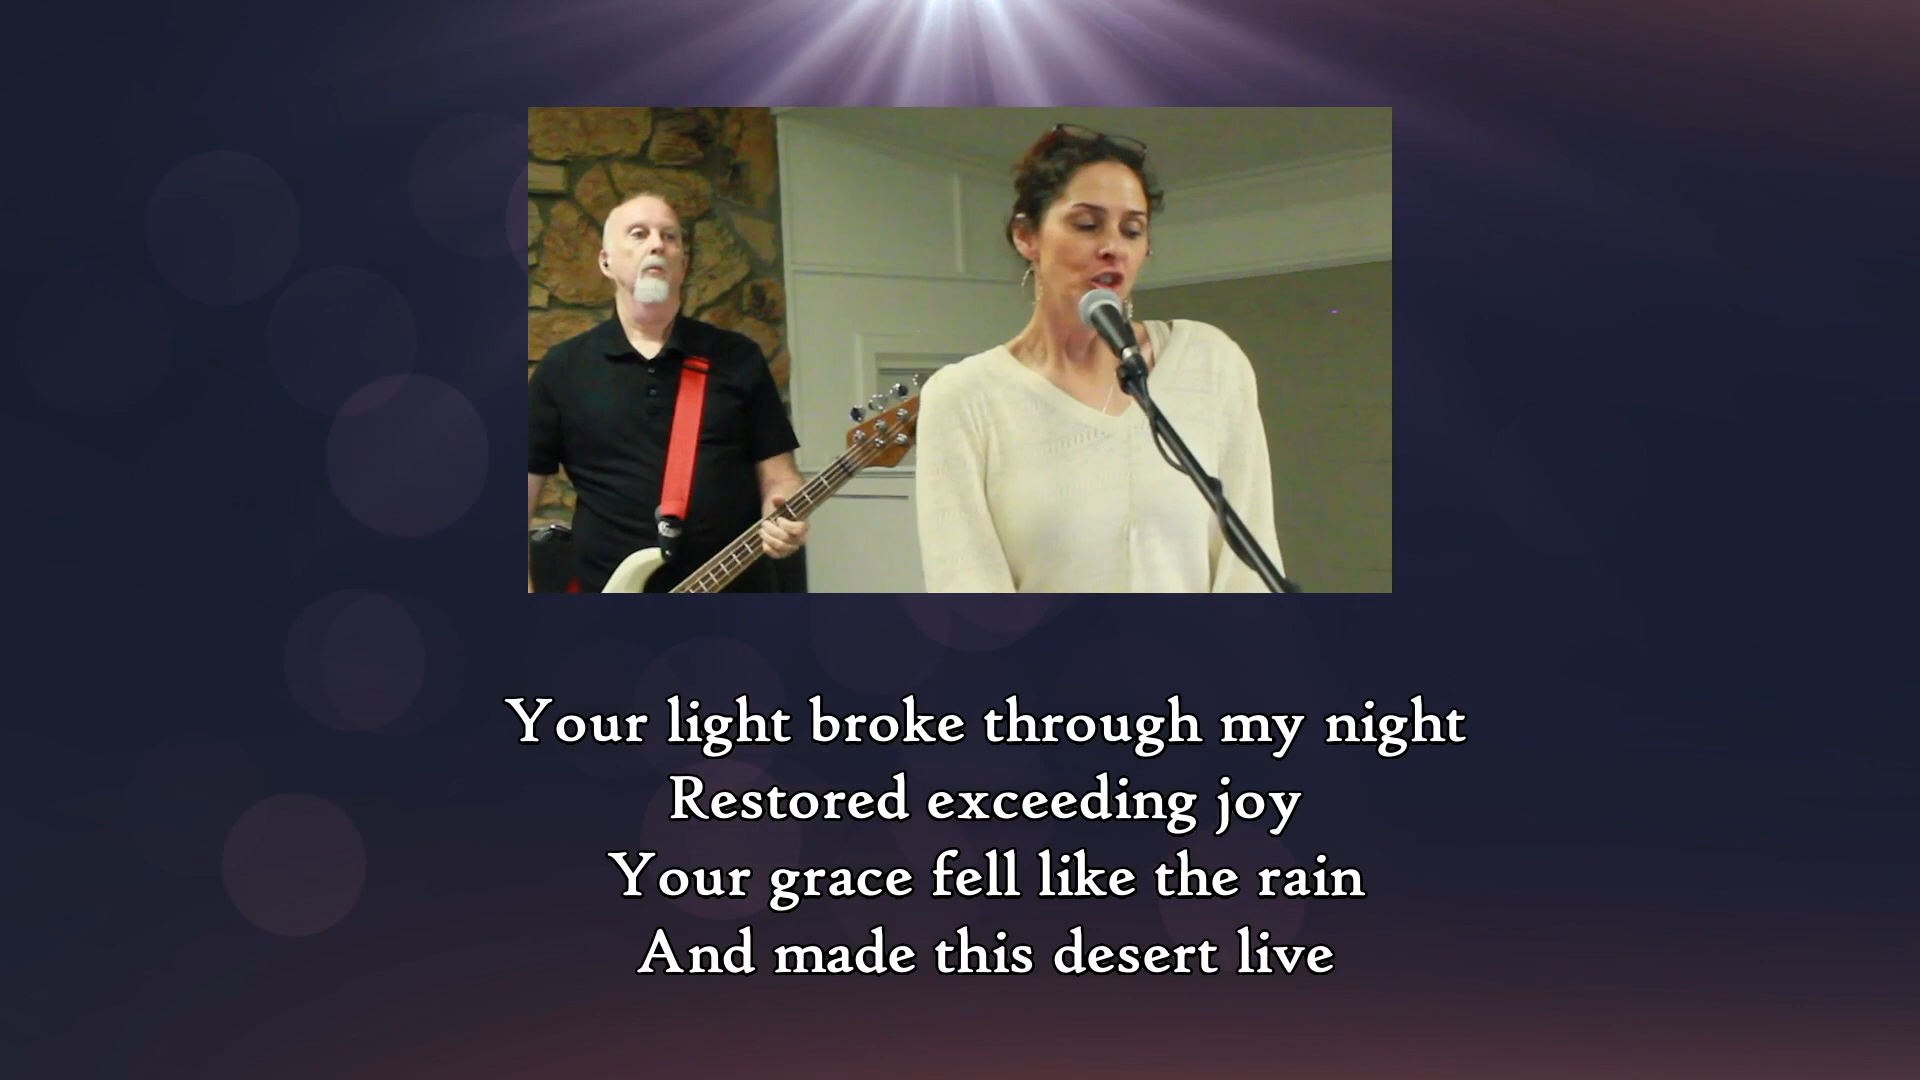 Your light broke through my night
Restored exceeding joy
Your grace fell like the rain
And made this desert live